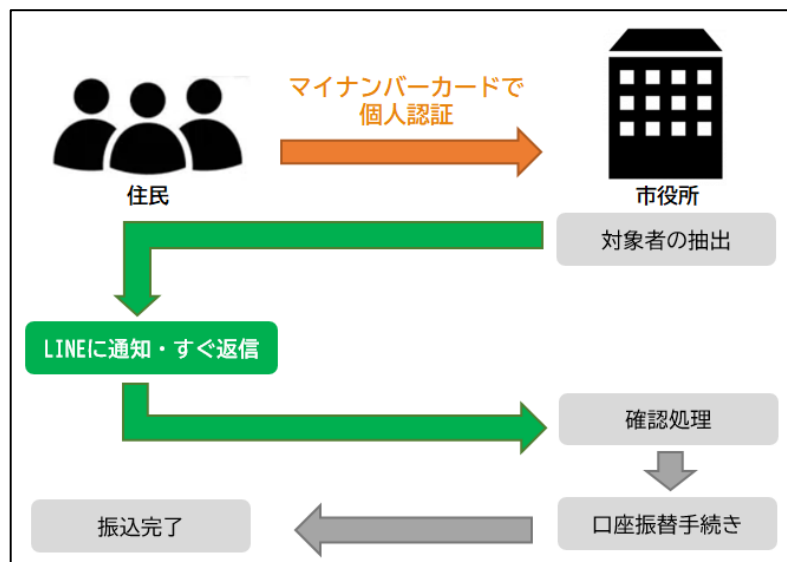 マイナンバーカードで
個人認証
住民
市役所
対象者の抽出
LINEに通知・すぐ返信
確認処理
口座振替手続き
振込完了